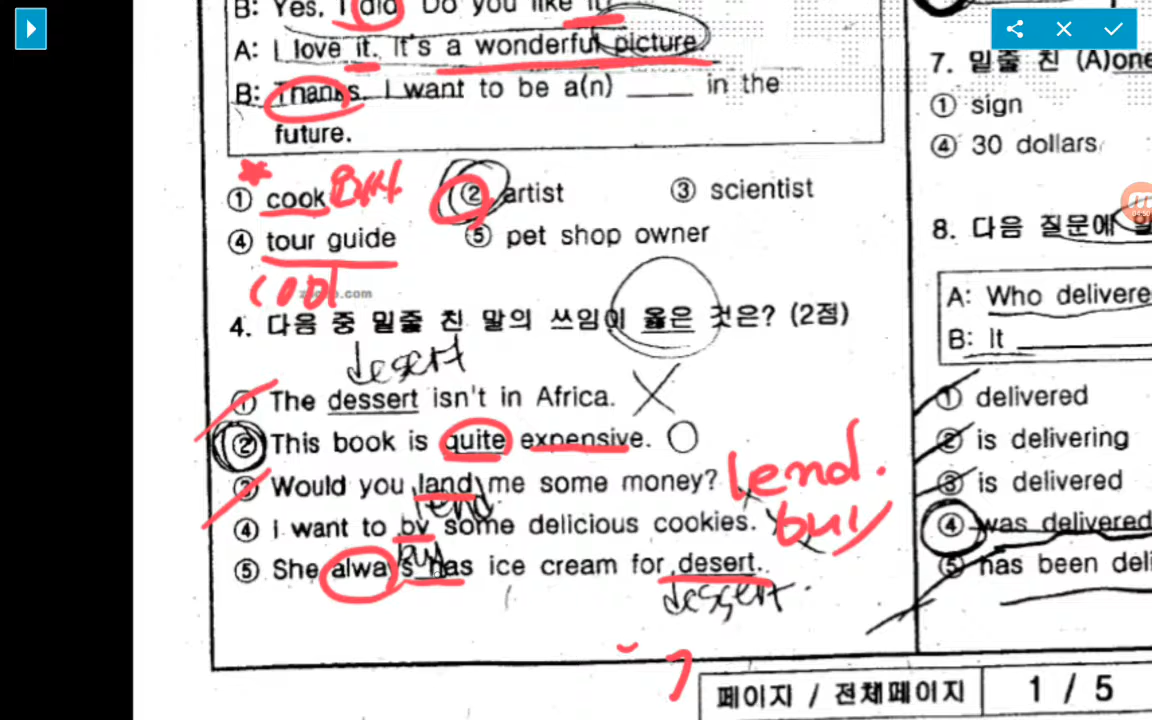 B: Yes, I did Do you like it
A: I love it. It's a wonderful picture.
B: Thanks. I want to be a(n) ____ in the
future.
① cook ② artist ③ scientist
④ tour guide ⑤ pet shop owner
cool
4. 다음 중 밑줄 친 말의 쓰임이 옳은 것은? (2점)
desert
① The dessert isn't in Africa.
② This book is quite expensive.
③ Would you land me some money? lend.
lend
④ I want to by some delicious cookies. buy
buy
⑤ She always has ice cream for desert.
dessert.
페이지 / 전체페이지 1 / 5
7. 밑줄 친 (A)one
① sign
④ 30 dollars
8. 다음 질문에
A: Who delivere
B: It
① delivered
② is delivering
③ is delivered
④ was delivered
⑤ has been deli